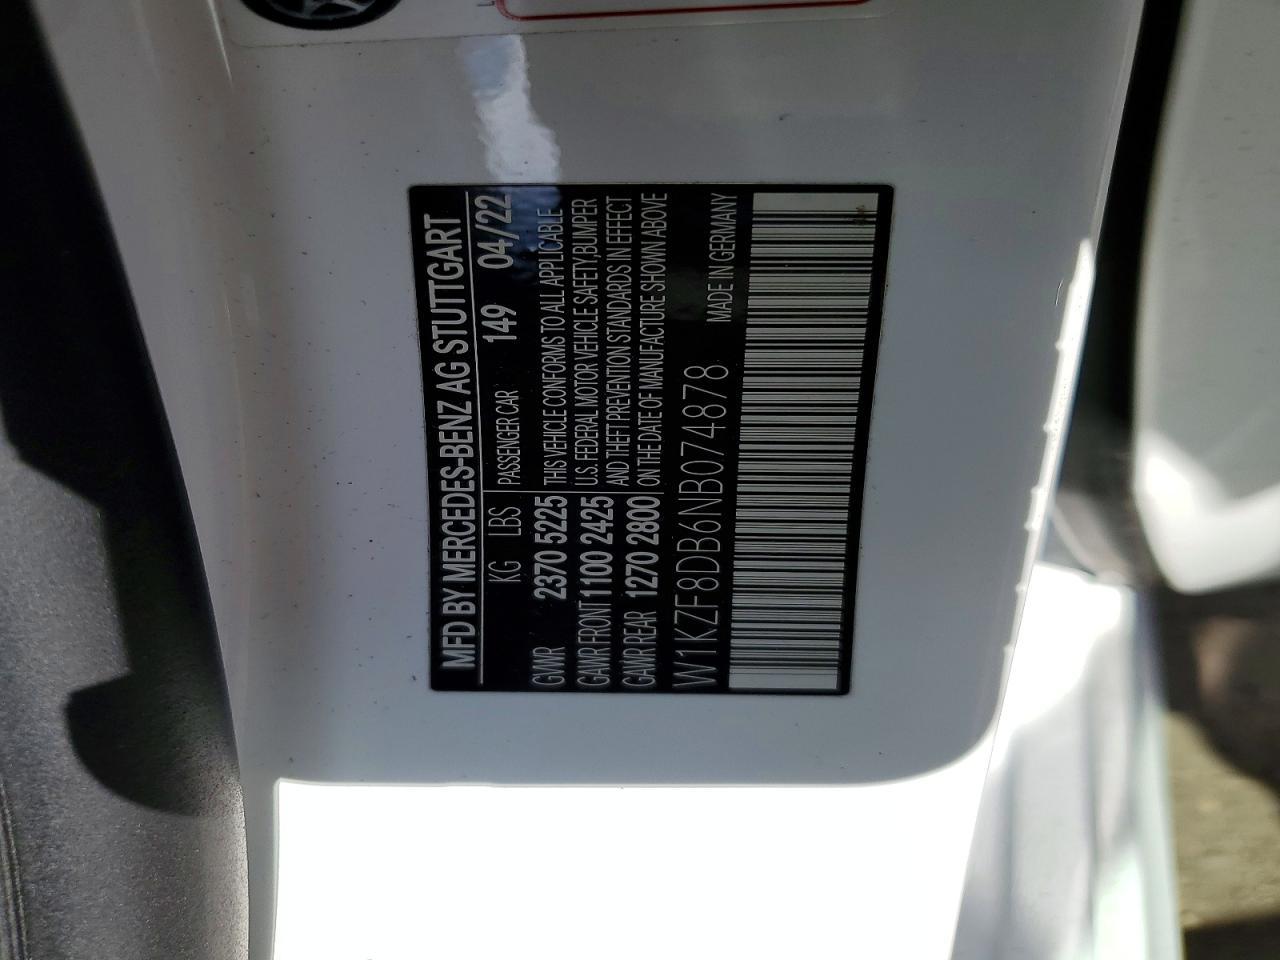 MFD BY MERCEDES-BENZ AG STUTTGART
KG LBS PASSENGER CAR 149 04/22
GVWR 2370 5225 THIS VEHICLE CONFORMS TO ALL APPLICABLE
GAWR FRONT 1100 2425 U.S. FEDERAL MOTOR VEHICLE SAFETY, BUMPER
GAWR REAR 1270 2800 AND THEFT PREVENTION STANDARDS IN EFFECT
ON THE DATE OF MANUFACTURE SHOWN ABOVE
W1KZF8DB6NB074878 MADE IN GERMANY